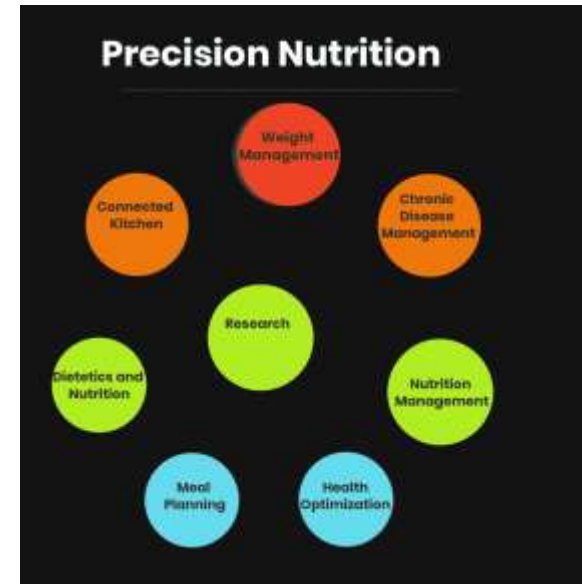 Precision Nutrition
Weight
Management
Connected
Kitchen
Chronic
Disease
Management
Research
Dietetics and
Nutrition
Nutrition
Management
Meal
Planning
Health
Optimization